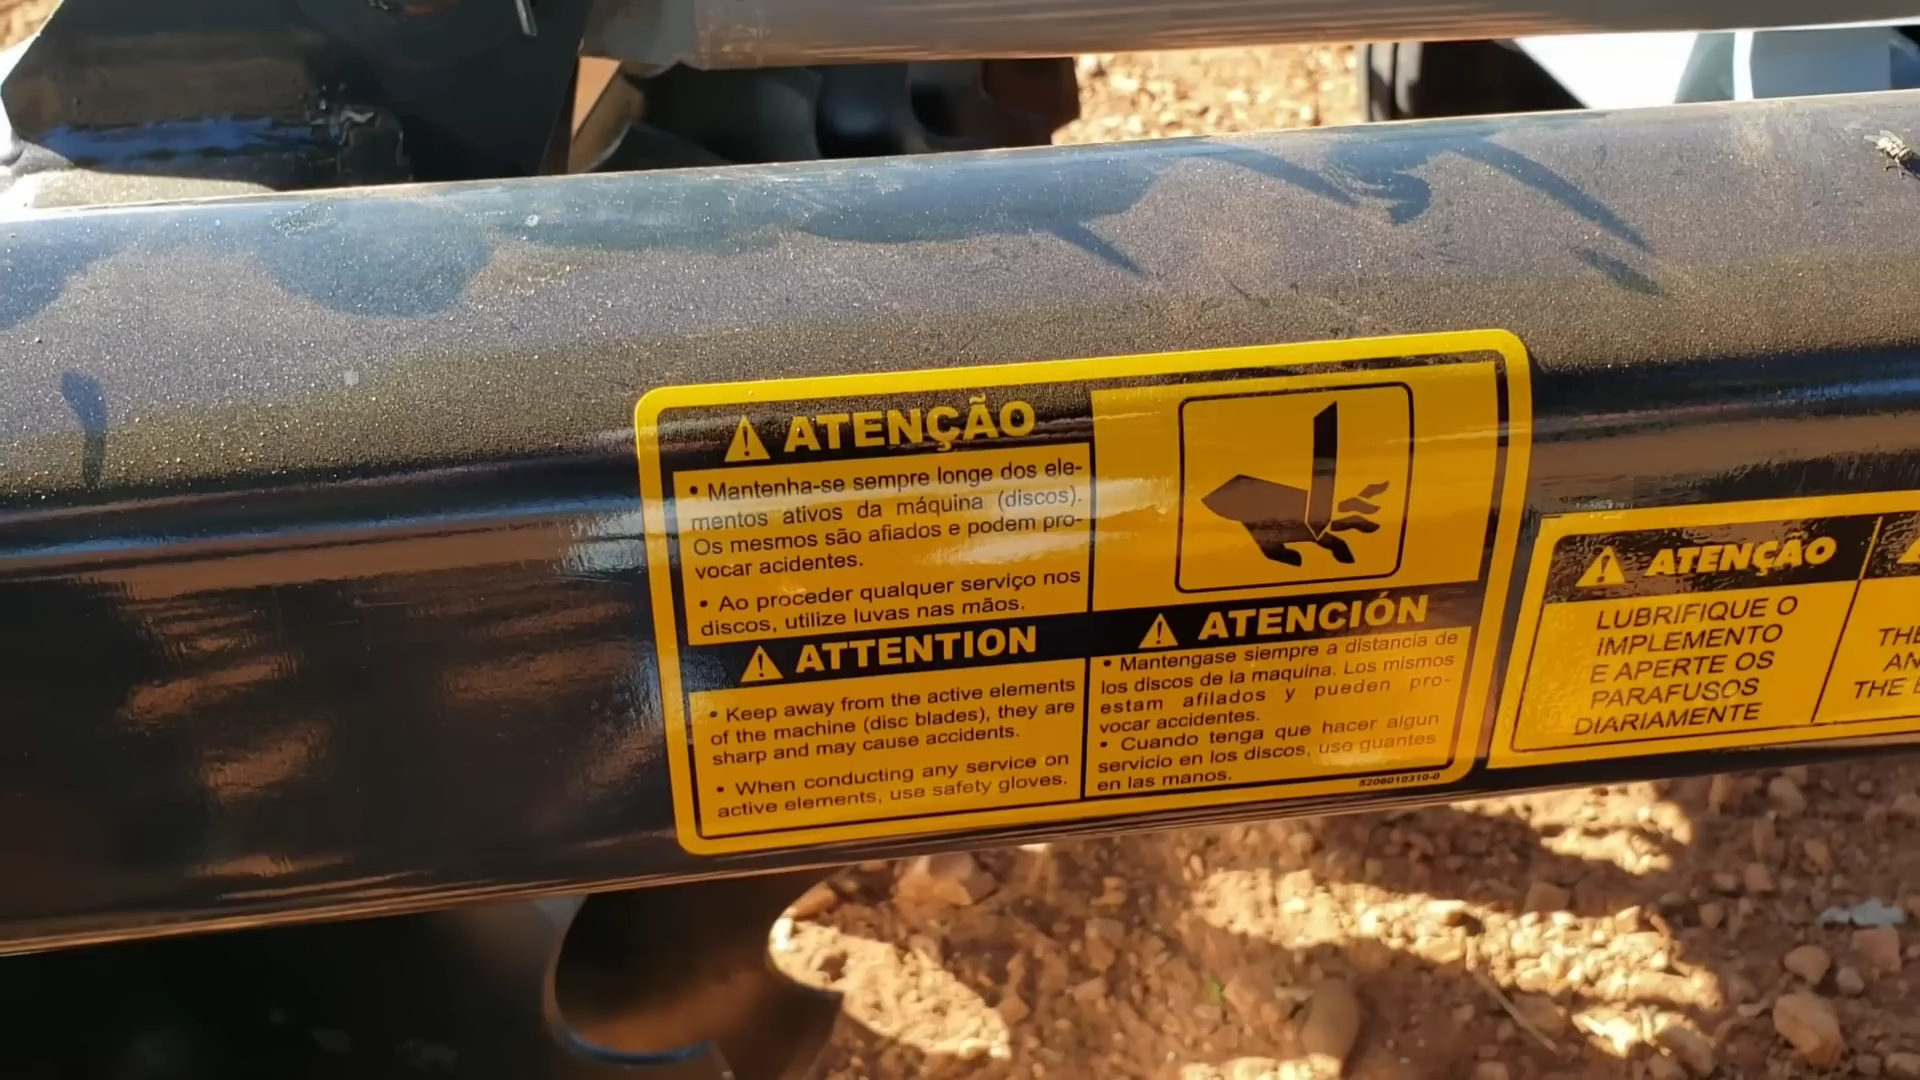 ATENÇÃO
• Mantenha-se sempre longe dos ele-
mentos ativos da máquina (discos).
Os mesmos são afiados e podem pro-
vocar acidentes.
• Ao proceder qualquer serviço nos
discos, utilize luvas nas mãos.
ATTENTION
• Keep away from the active elements
of the machine (disc blades), they are
sharp and may cause accidents.
• When conducting any service on
active elements, use safety gloves.
ATENCIÓN
• Mantengase siempre a distancia de
los discos de la maquina. Los mismos
estam afilados y pueden pro-
vocar accidentes.
• Cuando tenga que hacer algun
servicio en los discos, use guantes
en las manos.
5206010310-0
ATENÇÃO
LUBRIFIQUE O
IMPLEMENTO
E APERTE OS
PARAFUSOS
DIARIAMENTE
THE
AN
THE